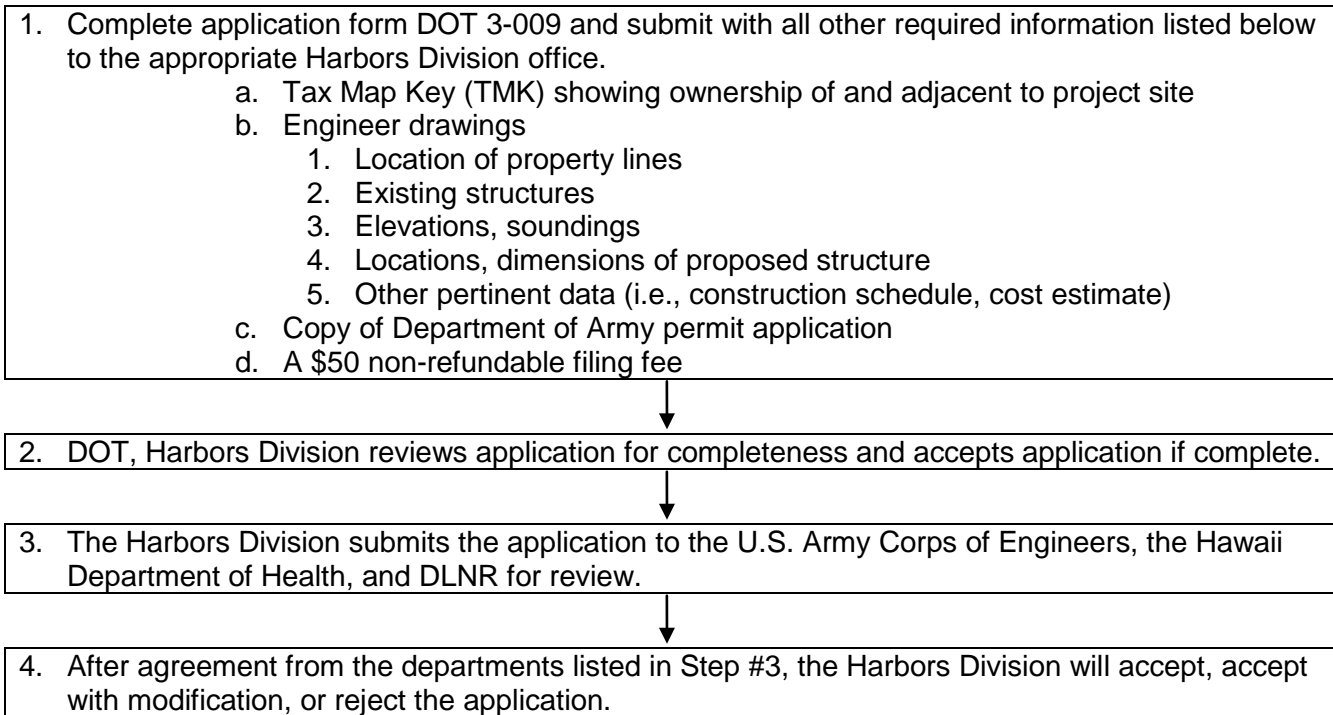 1. Complete application form DOT 3-009 and submit with all other required information listed below
to the appropriate Harbors Division office.
a. Tax Map Key (TMK) showing ownership of and adjacent to project site
b. Engineer drawings
1. Location of property lines
2. Existing structures
3. Elevations, soundings
4. Locations, dimensions of proposed structure
5. Other pertinent data (i.e., construction schedule, cost estimate)
c. Copy of Department of Army permit application
d. A $50 non-refundable filing fee
2. DOT, Harbors Division reviews application for completeness and accepts application if complete.
3. The Harbors Division submits the application to the U.S. Army Corps of Engineers, the Hawaii
Department of Health, and DLNR for review.
4. After agreement from the departments listed in Step #3, the Harbors Division will accept, accept
with modification, or reject the application.